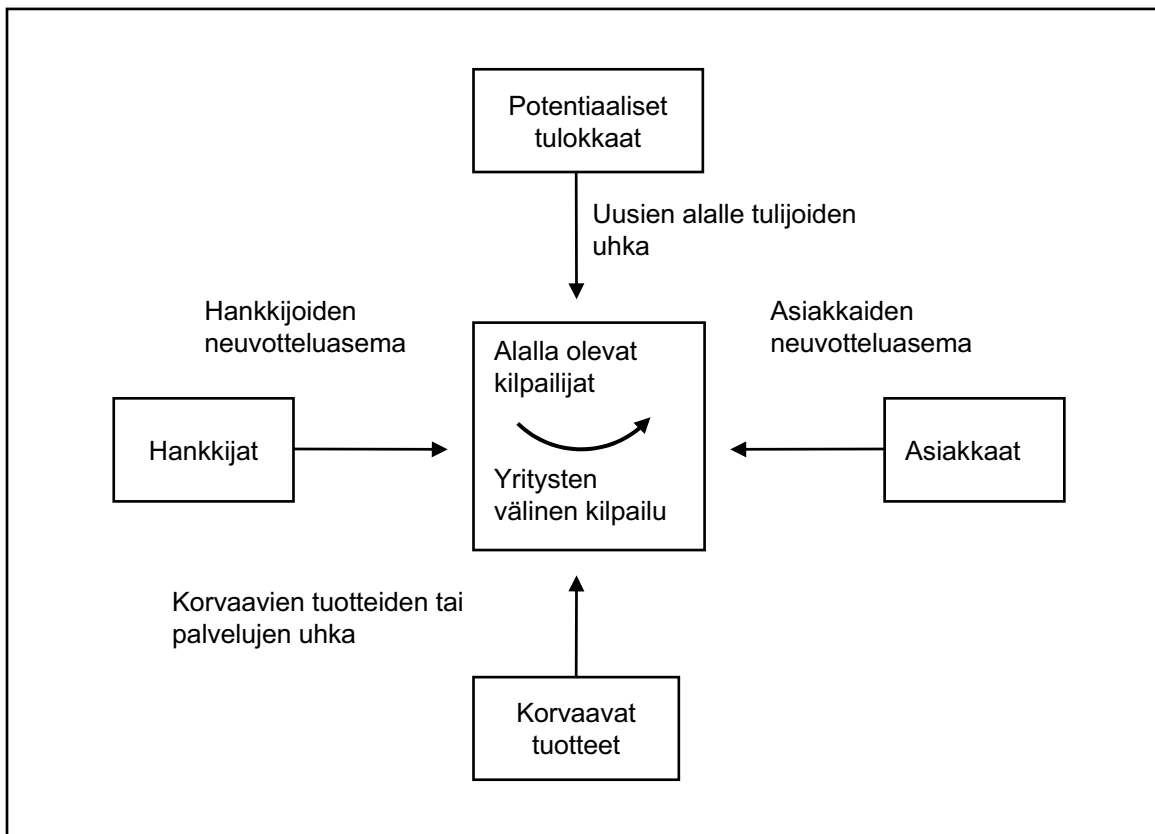 Potentiaaliset
tulokkaat
Uusien alalle tulijoiden
uhka
Hankkijoiden
neuvotteluasema
Asiakkaiden
neuvotteluasema
Alalla olevat
kilpailijat
Hankkijat
Asiakkaat
Yritysten
välinen kilpailu
Korvaavien tuotteiden tai
palvelujen uhka
Korvaavat
tuotteet